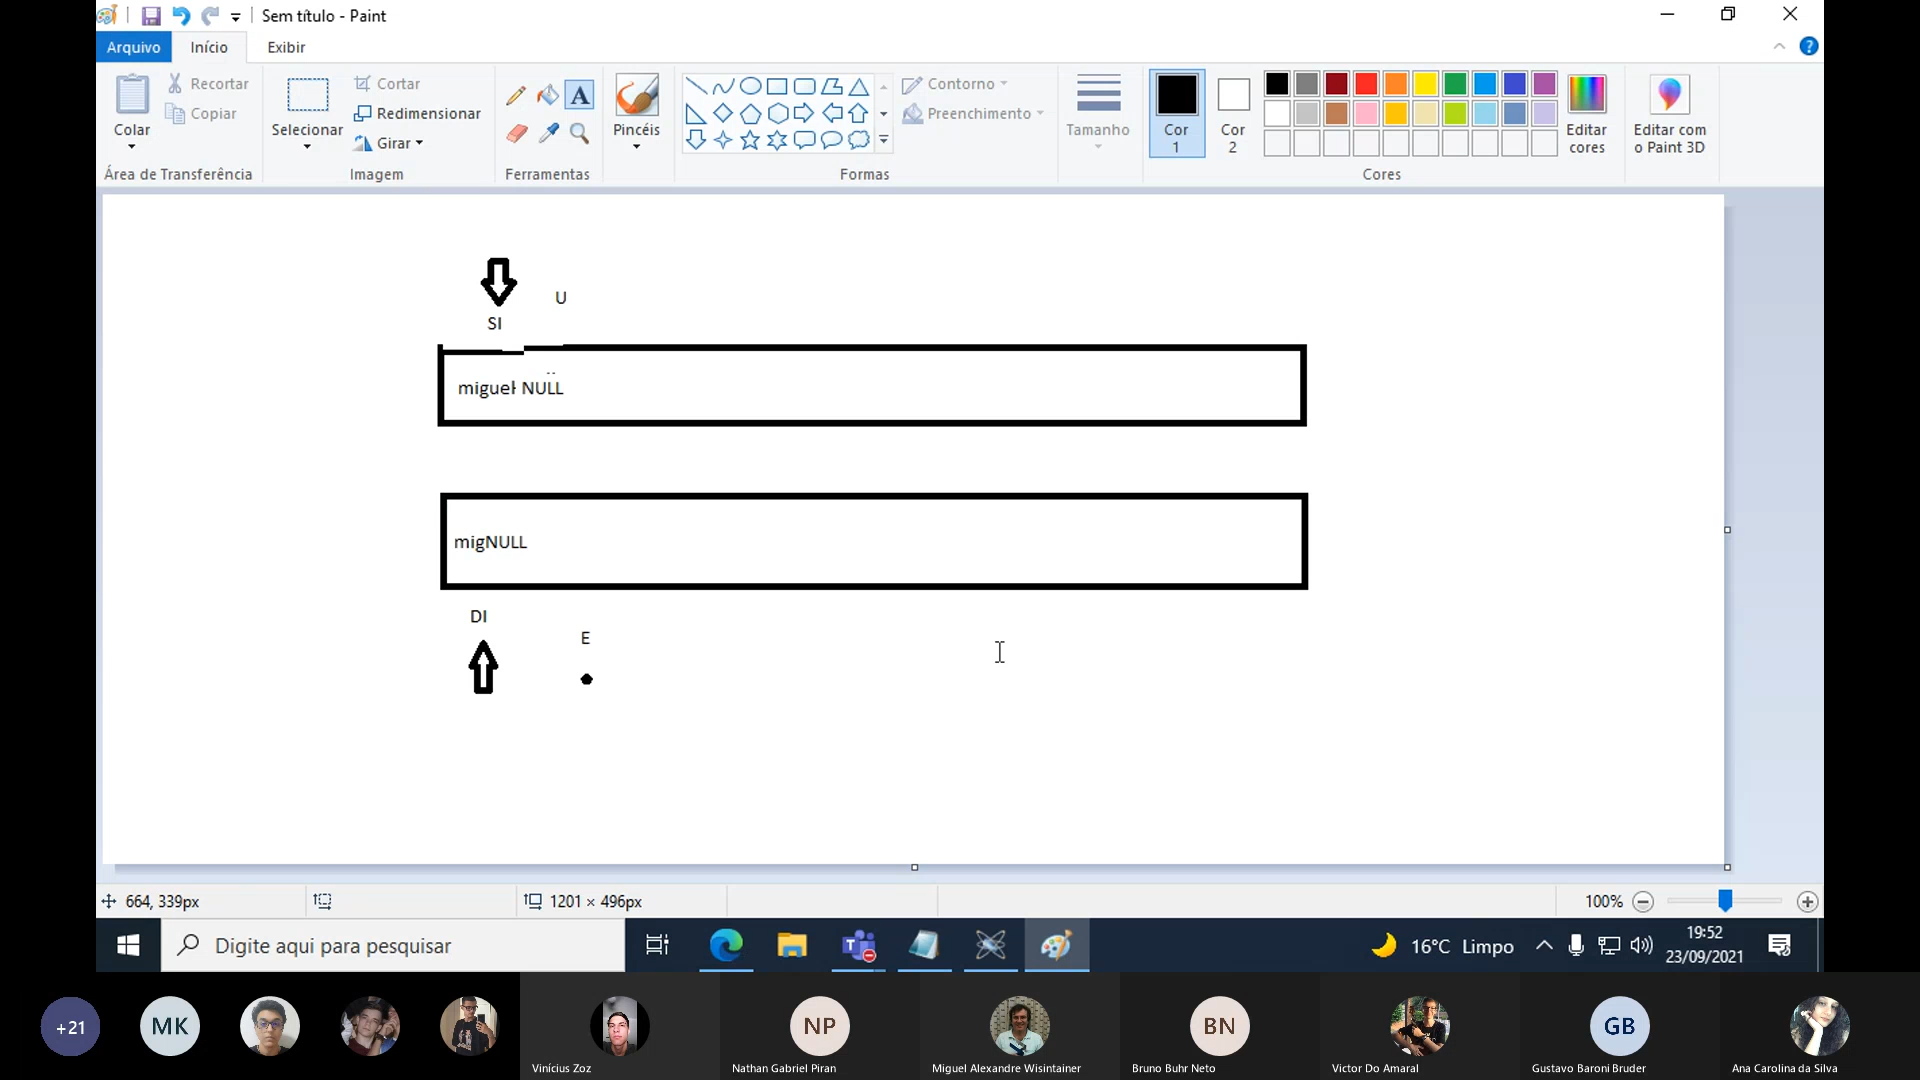 Sem título - Paint
Arquivo
Início
Exibir
Colar
Recortar
Copiar
Área de Transferência
Selecionar
Cortar
Redimensionar
Girar
Imagem
A
Ferramentas
Pincéis
Formas
Contorno
Preenchimento
Tamanho
Cor 1
Cor 2
Editar cores
Editar com o Paint 3D
Cores
U
SI
miguel NULL
migNULL
DI
E
664, 339px
1201 × 496px
100%
Digite aqui para pesquisar
16°C Limpo
19:52
23/09/2021
+21
MK
NP
BN
GB
Vinícius Zoz
Nathan Gabriel Piran
Miguel Alexandre Wisintainer
Bruno Buhr Neto
Victor Do Amaral
Gustavo Baroni Bruder
Ana Carolina da Silva